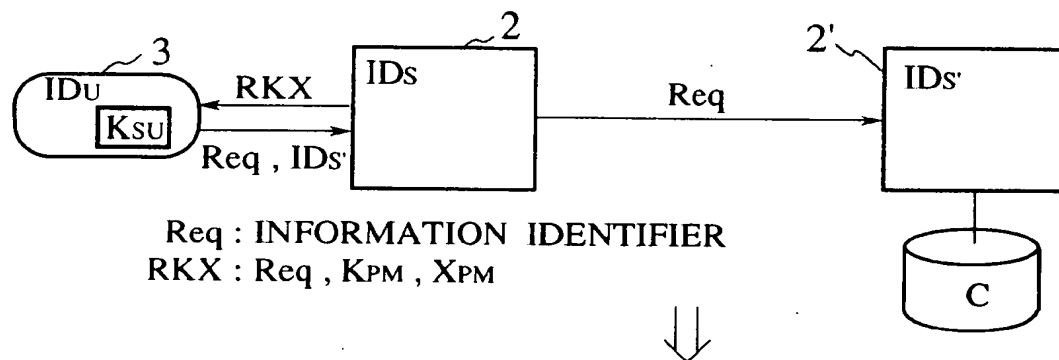 3
2
2'
IDU
KSU
RKX
Req , IDS'
IDS
Req
IDS'
C
Req : INFORMATION IDENTIFIER
RKX : Req , KPM , XPM